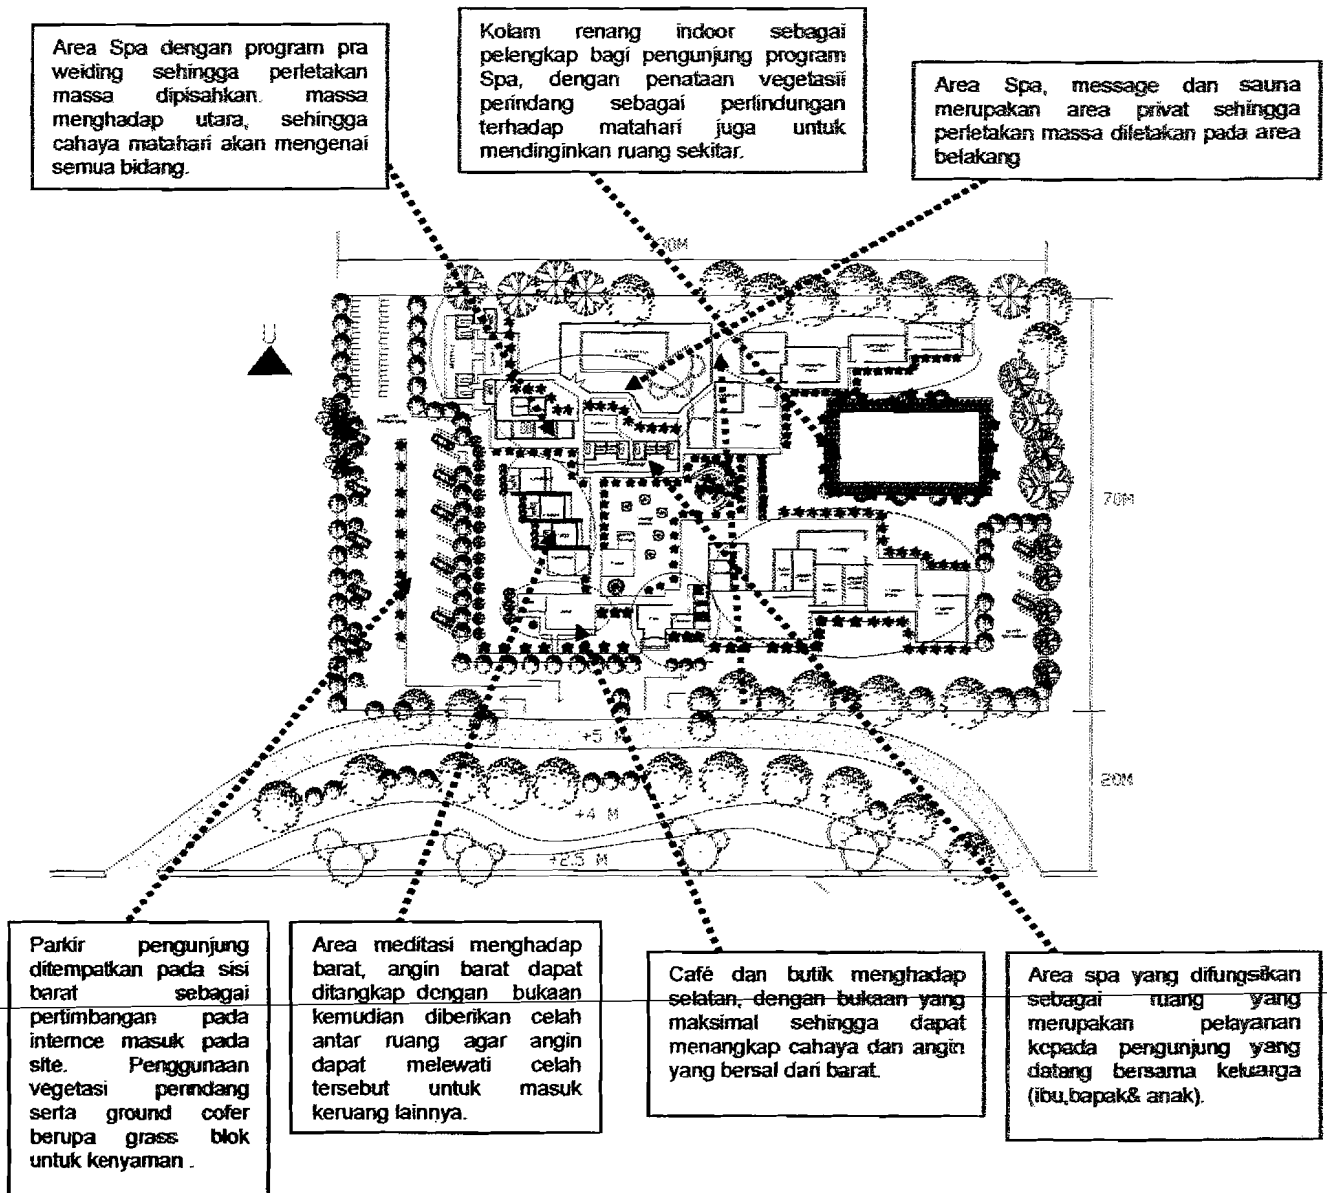 Area Spa dengan program pra
weiding sehingga perletakan
massa dipisahkan. massa
menghadap utara, sehingga
cahaya matahari akan mengenai
semua bidang.
Kolam renang indoor sebagai
pelengkap bagi pengunjung program
Spa, dengan penataan vegetasii
perindang sebagai perlindungan
terhadap matahari juga untuk
mendinginkan ruang sekitar.
Area Spa, message dan sauna
merupakan area privat sehingga
perletakan massa diletakan pada area
belakang
330M
U
70M
+5 M
20M
+4 M
+2.5 M
Parkir pengunjung
ditempatkan pada sisi
barat sebagai
pertimbangan pada
internce masuk pada
site. Penggunaan
vegetasi perindang
serta ground cofer
berupa grass blok
untuk kenyaman .
Area meditasi menghadap
barat, angin barat dapat
ditangkap dengan bukaan
kemudian diberikan celah
antar ruang agar angin
dapat melewati celah
tersebut untuk masuk
keruang lainnya.
Café dan butik menghadap
selatan, dengan bukaan yang
maksimal sehingga dapat
menangkap cahaya dan angin
yang bersal dari barat.
Area spa yang difungsikan
sebagai ruang yang
merupakan pelayanan
kepada pengunjung yang
datang bersama keluarga
(ibu,bapak& anak).